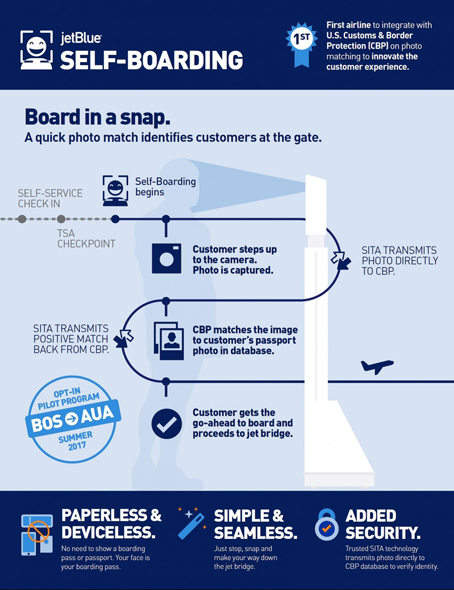 jetBlue®
SELF-BOARDING
1ST
First airline to integrate with
U.S. Customs & Border
Protection (CBP) on photo
matching to innovate the
customer experience.
Board in a snap.
A quick photo match identifies customers at the gate.
SELF-SERVICE
CHECK IN
TSA
CHECKPOINT
Self-Boarding
begins
Customer steps up
to the camera.
Photo is captured.
SITA TRANSMITS
PHOTO DIRECTLY
TO CBP.
SITA TRANSMITS
POSITIVE MATCH
BACK FROM CBP.
CBP matches the image
to customer's passport
photo in database.
OPT-IN
PILOT PROGRAM
BOS→AUA
SUMMER
2017
Customer gets the
go-ahead to board and
proceeds to jet bridge.
PAPERLESS &
DEVICELESS.
No need to show a boarding
pass or passport. Your face is
your boarding pass.
SIMPLE &
SEAMLESS.
Just stop, snap and
make your way down
the jet bridge.
ADDED
SECURITY.
Trusted SITA technology
transmits photo directly to
CBP database to verify identity.